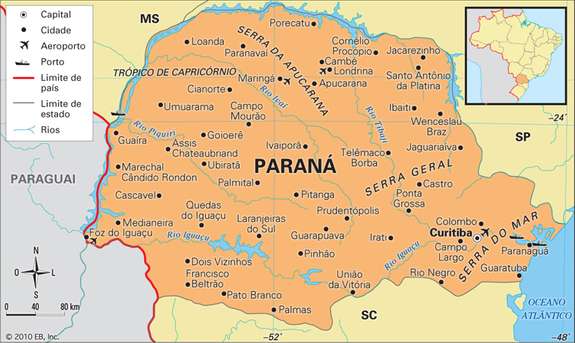 Capital
Cidade
Aeroporto
Porto
Limite de
país
Limite de
estado
Rios
MS
Porecatu
SERRA DA APUCARANA
Loanda
Paranavaí
Cornélio
Procópio
Jacarezinho
TRÓPICO DE CAPRICÓRNIO
Maringá
Cambé
Londrina
Apucarana
Santo Antônio
da Platina
Cianorte
Rio Ivaí
Umuarama
Campo
Mourão
Rio Tibaji
Ibaiti
−24°
Rio Piquiri
Guaíra
Goioerê
Wenceslau
Braz
SP
Assis
Chateaubriand
Ubiratã
Ivaiporã
Jaguariaíva
PARANÁ
Telêmaco
Borba
SERRA GERAL
PARAGUAI
Marechal
Cândido Rondon
Palmital
Castro
Cascavel
Pitanga
Ponta
Grossa
Medianeira
Quedas
do Iguaçu
Prudentópolis
Colombo
Foz do Iguaçu
Rio Iguaçu
Laranjeiras
do Sul
Guarapuava
Irati
Curitiba
SERRA DO MAR
Campo
Largo
Paranaguá
Rio Iguaçu
Pinhão
Dois Vizinhos
Guaratuba
N
O
L
S
Francisco
Beltrão
União
da Vitória
Rio Negro
Pato Branco
0 40 80 km
Palmas
SC
OCEANO
ATLÂNTICO
© 2010 EB, Inc.
−52°
−48°